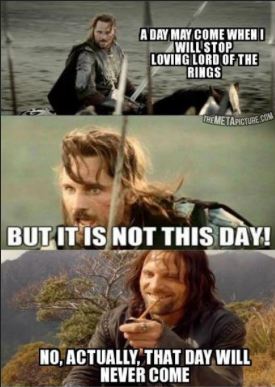 A DAY MAY COME WHEN I
WILL STOP
LOVING LORD OF THE
RINGS
THEMETAPICTURE.COM
BUT IT IS NOT THIS DAY!
NO, ACTUALLY, THAT DAY WILL
NEVER COME